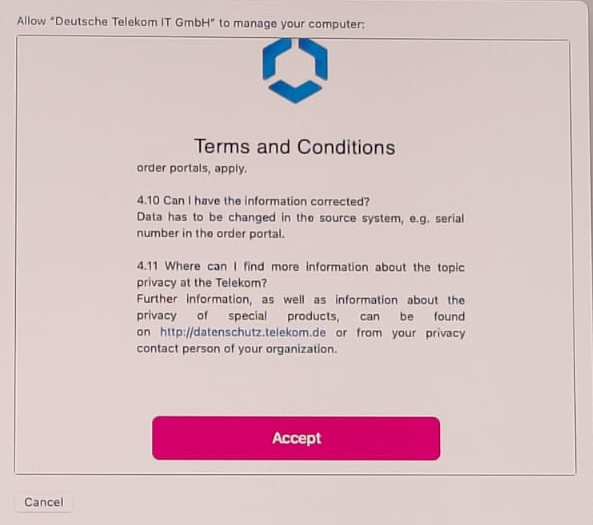 Allow "Deutsche Telekom IT GmbH" to manage your computer:
Terms and Conditions
order portals, apply.
4.10 Can I have the information corrected?
Data has to be changed in the source system, e.g. serial
number in the order portal.
4.11 Where can I find more information about the topic
privacy at the Telekom?
Further information, as well as information about the
privacy of special products, can be found
on http://datenschutz.telekom.de or from your privacy
contact person of your organization.
Accept
Cancel